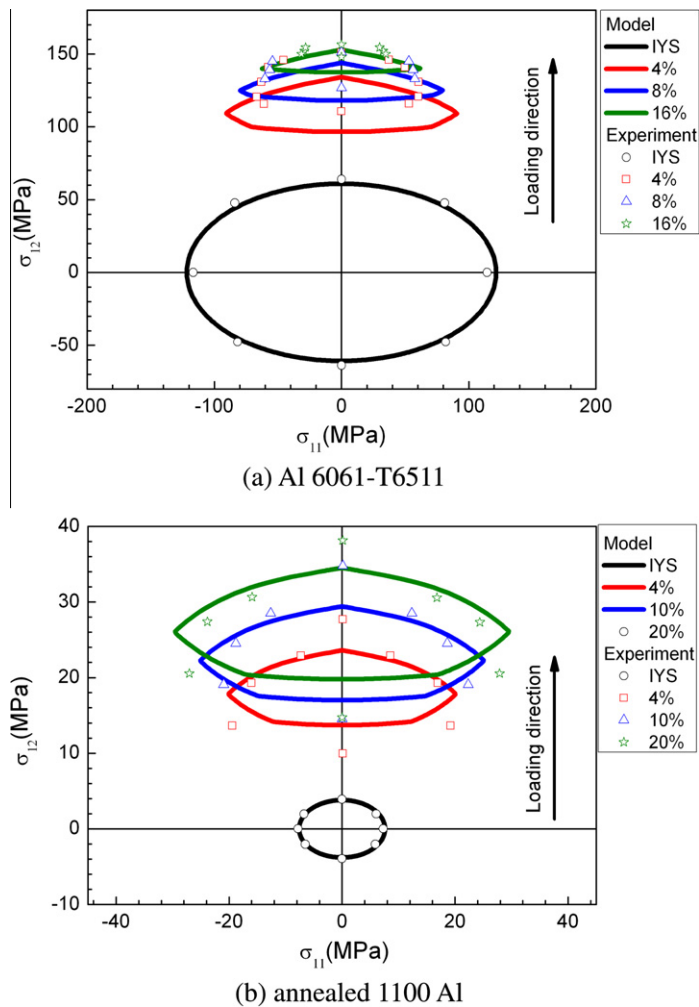 Model
IYS
4%
8%
16%
Experiment
IYS
4%
8%
16%
Loading direction
σ12(MPa)
150
100
50
0
-50
-200
-100
0
100
200
σ11(MPa)
(a) Al 6061-T6511
Model
IYS
4%
10%
20%
Experiment
IYS
4%
10%
20%
Loading direction
σ12(MPa)
40
30
20
10
0
-10
-40
-20
0
20
40
σ11(MPa)
(b) annealed 1100 Al